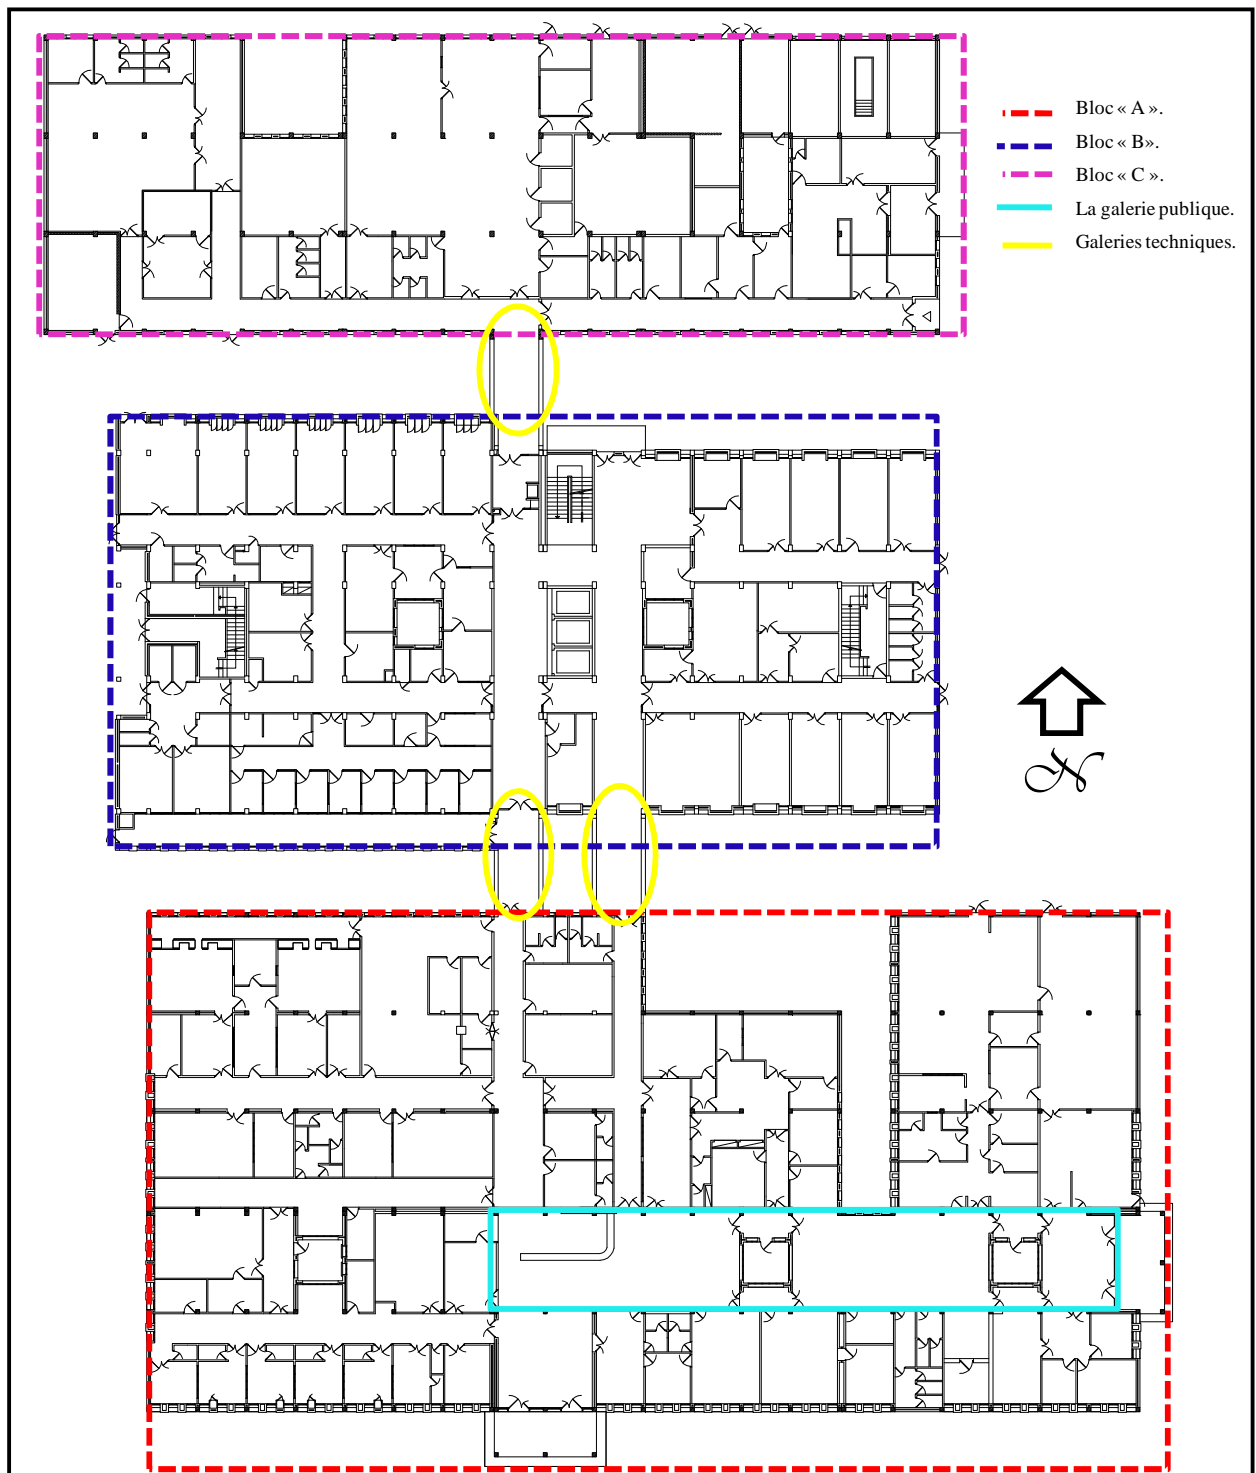 Bloc « A ».
Bloc « B».
Bloc « C ».
La galerie publique.
Galeries techniques.
N